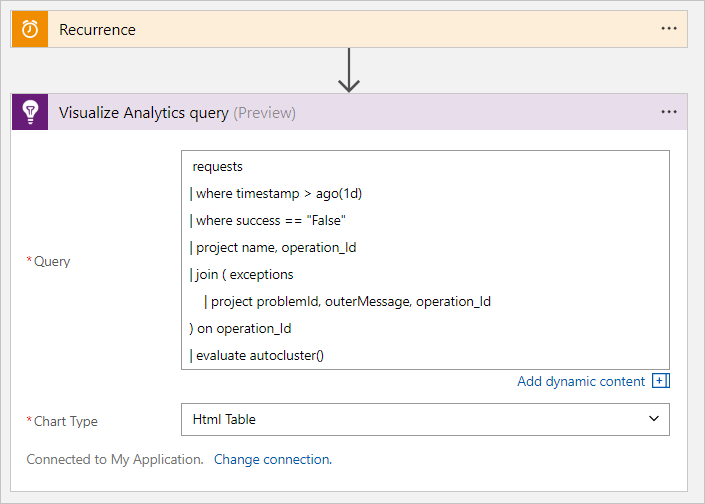 Recurrence
Visualize Analytics query (Preview)
requests
| where timestamp > ago(1d)
| where success == "False"
| project name, operation_Id
| join ( exceptions
| project problemId, outerMessage, operation_Id
) on operation_Id
| evaluate autocluster()
*Query
Add dynamic content
*Chart Type
Html Table
Connected to My Application. Change connection.